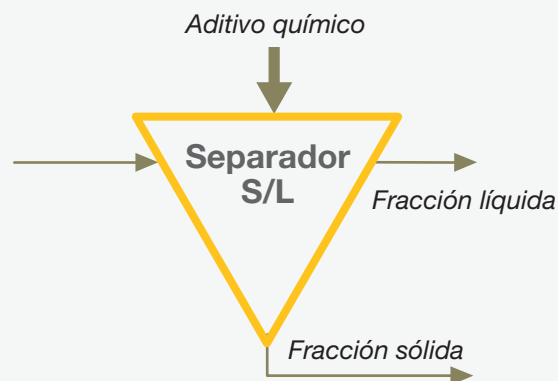 Aditivo químico
Separador
S/L
Fracción líquida
Fracción sólida